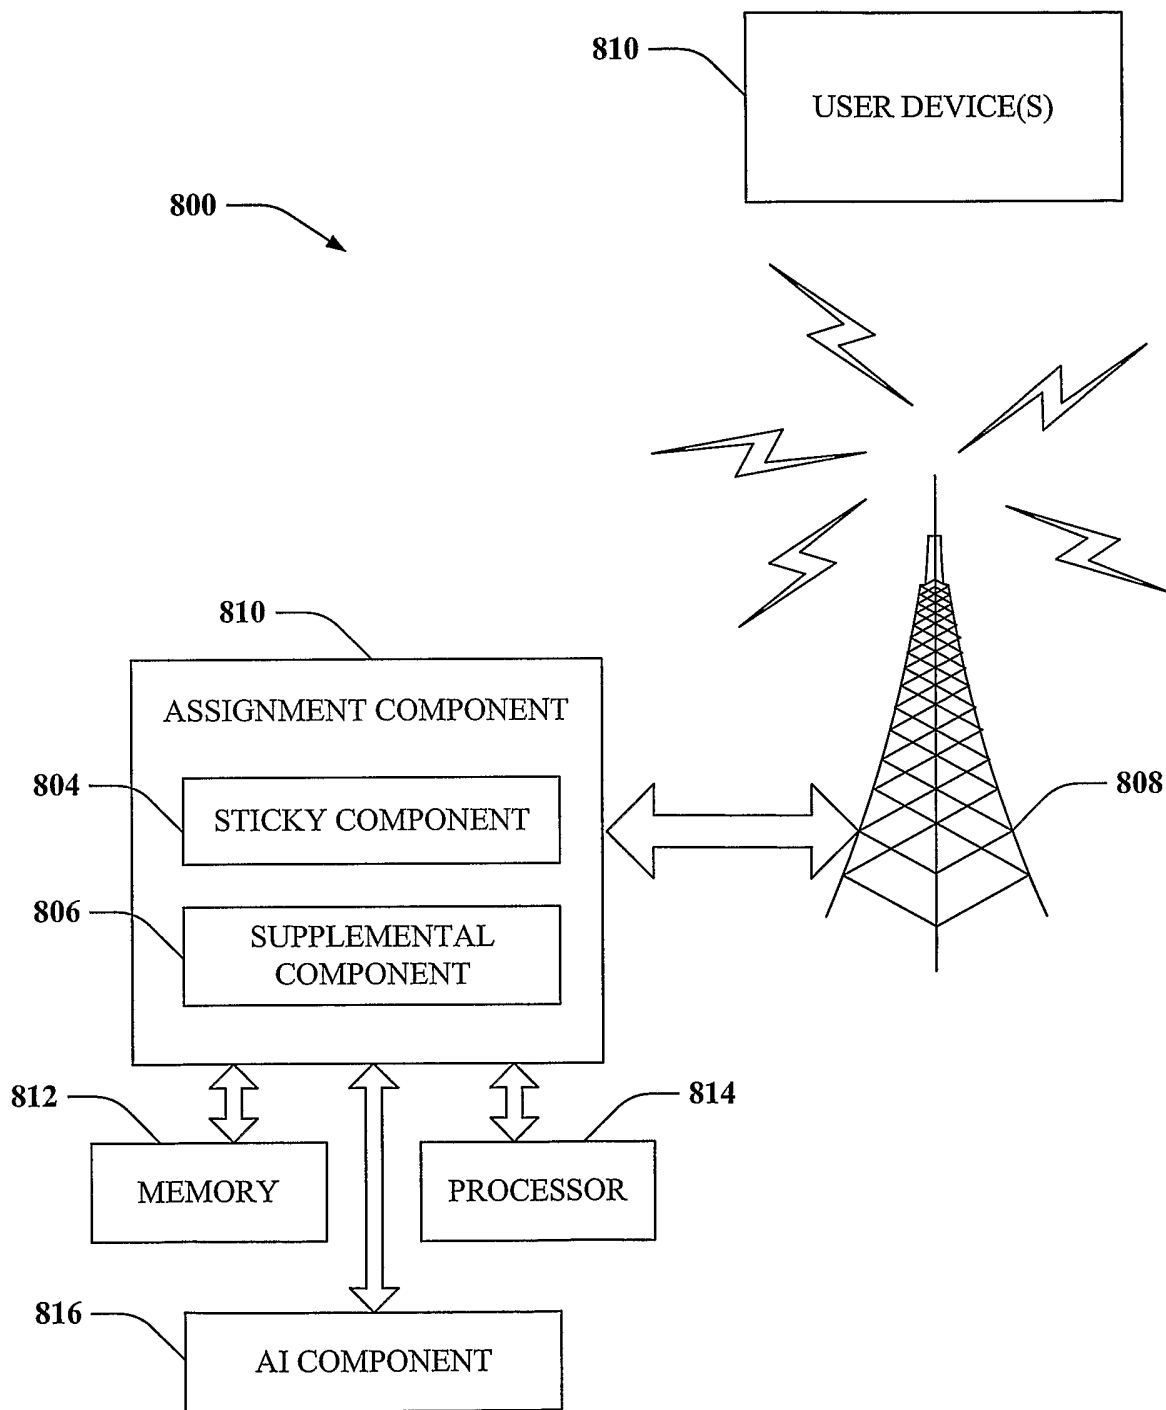 810
USER DEVICE(S)
800
810
ASSIGNMENT COMPONENT
804
STICKY COMPONENT
808
806
SUPPLEMENTAL
COMPONENT
812
814
MEMORY
PROCESSOR
816
AI COMPONENT